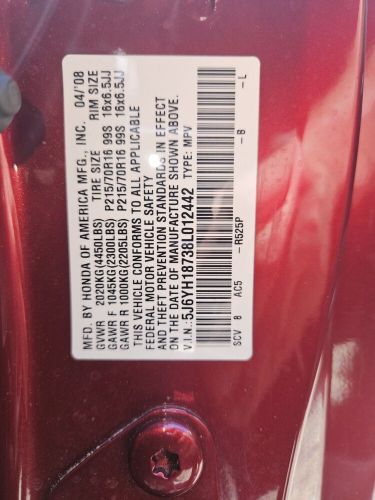 MFD. BY HONDA OF AMERICA MFG., INC. 04/'08
TIRE SIZE RIM SIZE
GVWR 2020KG(4450LBS)
GAWR F 1045KG(2300LBS) P215/70R16 99S 16x6.5JJ
GAWR R 1000KG(2205LBS) P215/70R16 99S 16x6.5JJ
THIS VEHICLE CONFORMS TO ALL APPLICABLE
FEDERAL MOTOR VEHICLE SAFETY
AND THEFT PREVENTION STANDARDS IN EFFECT
ON THE DATE OF MANUFACTURE SHOWN ABOVE.
V.I.N.:5J6YH18738L012442 TYPE: MPV
SCV 8 AC5 -R525P -B -L